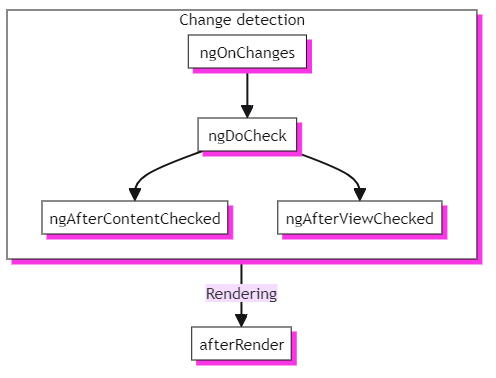 Change detection
ngOnChanges
ngDoCheck
ngAfterContentChecked
ngAfterViewChecked
Rendering
afterRender